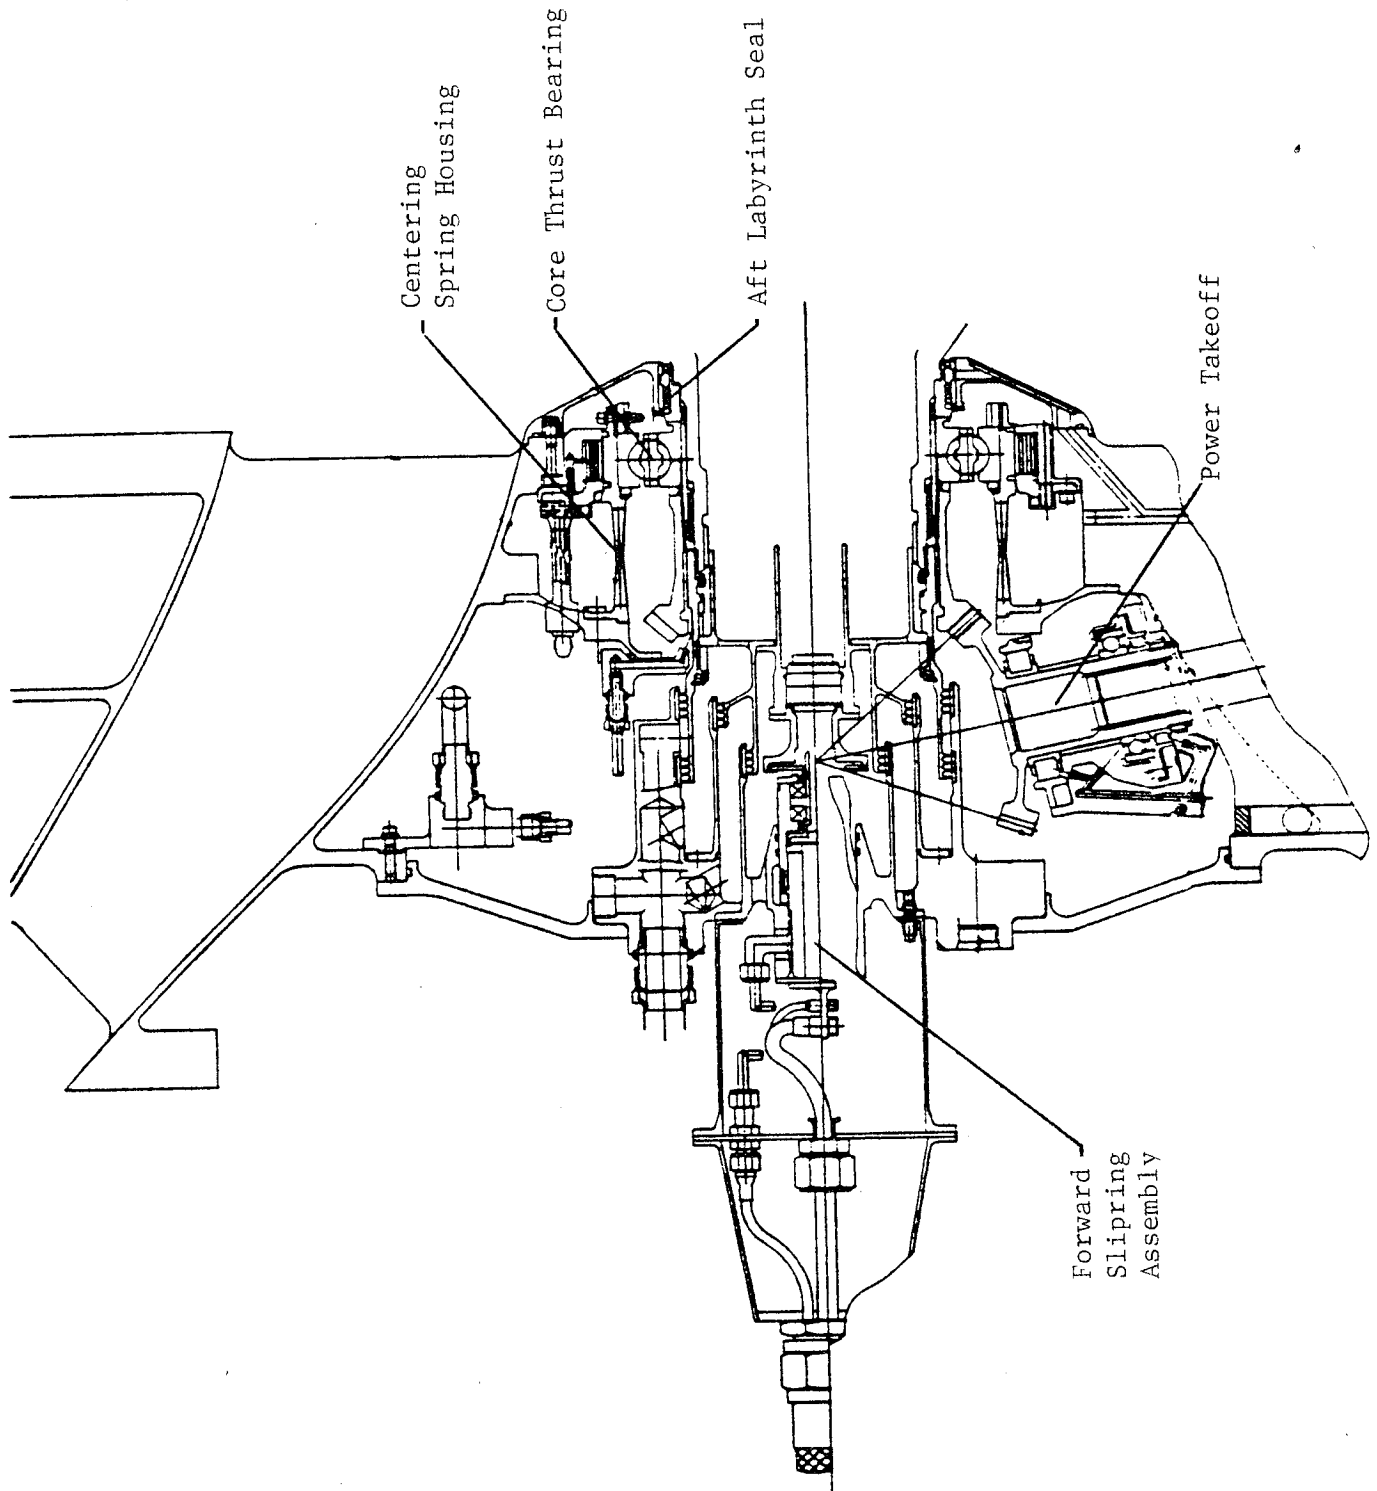 Centering
Spring Housing
Core Thrust Bearing
Aft Labyrinth Seal
Power Takeoff
Forward
Slipring
Assembly